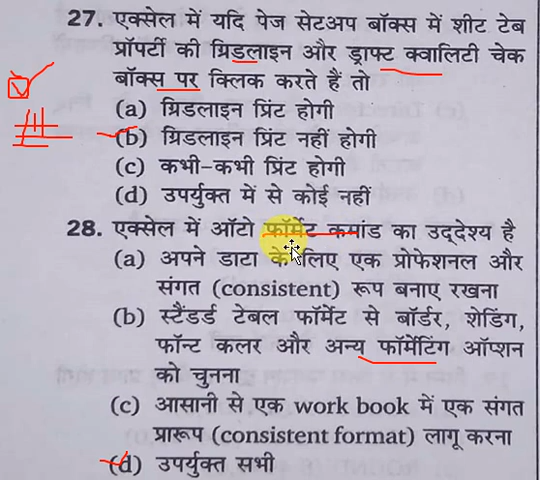 27. एक्सेल में यदि पेज सेटअप बॉक्स में शीट टेब
प्रॉपर्टी की ग्रिडलाइन और ड्राफ्ट क्वालिटी चेक
बॉक्स पर क्लिक करते हैं तो
(a) ग्रिडलाइन प्रिंट होगी
(b) ग्रिडलाइन प्रिंट नहीं होगी
(c) कभी-कभी प्रिंट होगी
(d) उपर्युक्त में से कोई नहीं
28. एक्सेल में ऑटो फॉर्मेट कमांड का उद्देश्य है
(a) अपने डाटा के लिए एक प्रोफेशनल और
संगत (consistent) रूप बनाए रखना
(b) स्टैंडर्ड टेबल फॉर्मेट से बॉर्डर, शेडिंग,
फॉन्ट कलर और अन्य फॉर्मेटिंग ऑप्शन
को चुनना
(c) आसानी से एक work book में एक संगत
प्रारूप (consistent format) लागू करना
(d) उपर्युक्त सभी